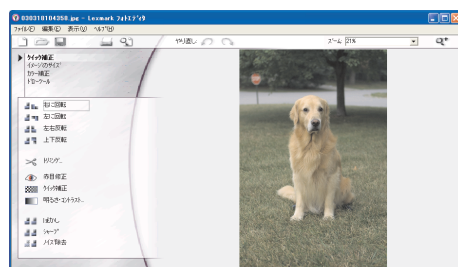 030318104358.jpg - Lexmark フォトエディタ
ファイル(F) 編集(E) 表示(V) ヘルプ(H)
やり直し:
ズーム: 21%
クイック補正
イメージのサイズ
カラー補正
ドローツール
右に回転
左に回転
左右反転
上下反転
トリミング...
赤目修正
クイック補正
明るさ・コントラスト...
ぼかし
シャープ
ノイズ除去